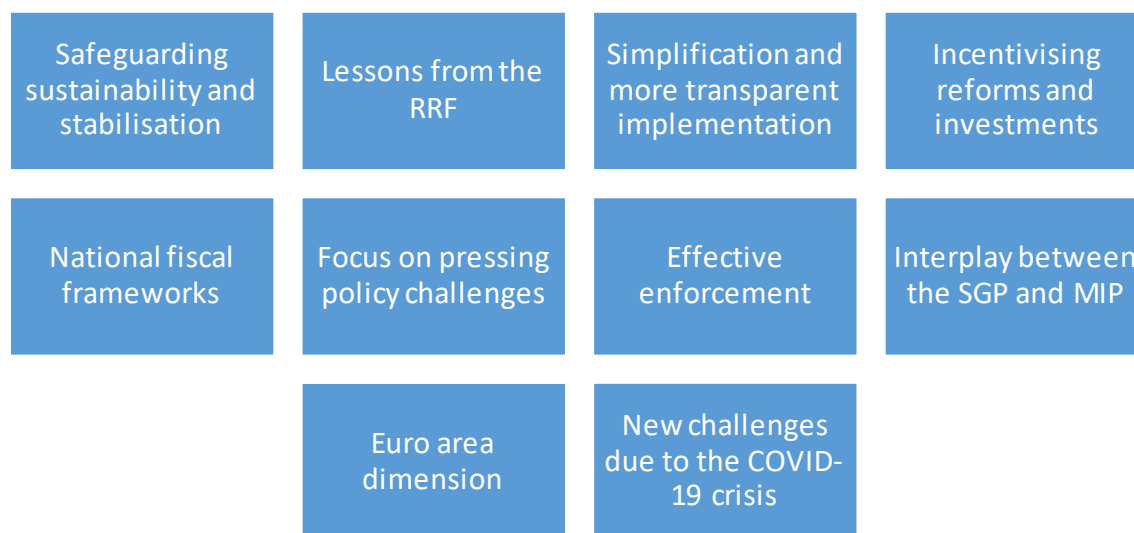 Safeguarding
sustainability and
stabilisation
Lessons from the
RRF
Simplification and
more transparent
implementation
Incentivising
reforms and
investments
National fiscal
frameworks
Focus on pressing
policy challenges
Effective
enforcement
Interplay between
the SGP and MIP
Euro area
dimension
New challenges
due to the COVID-
19 crisis